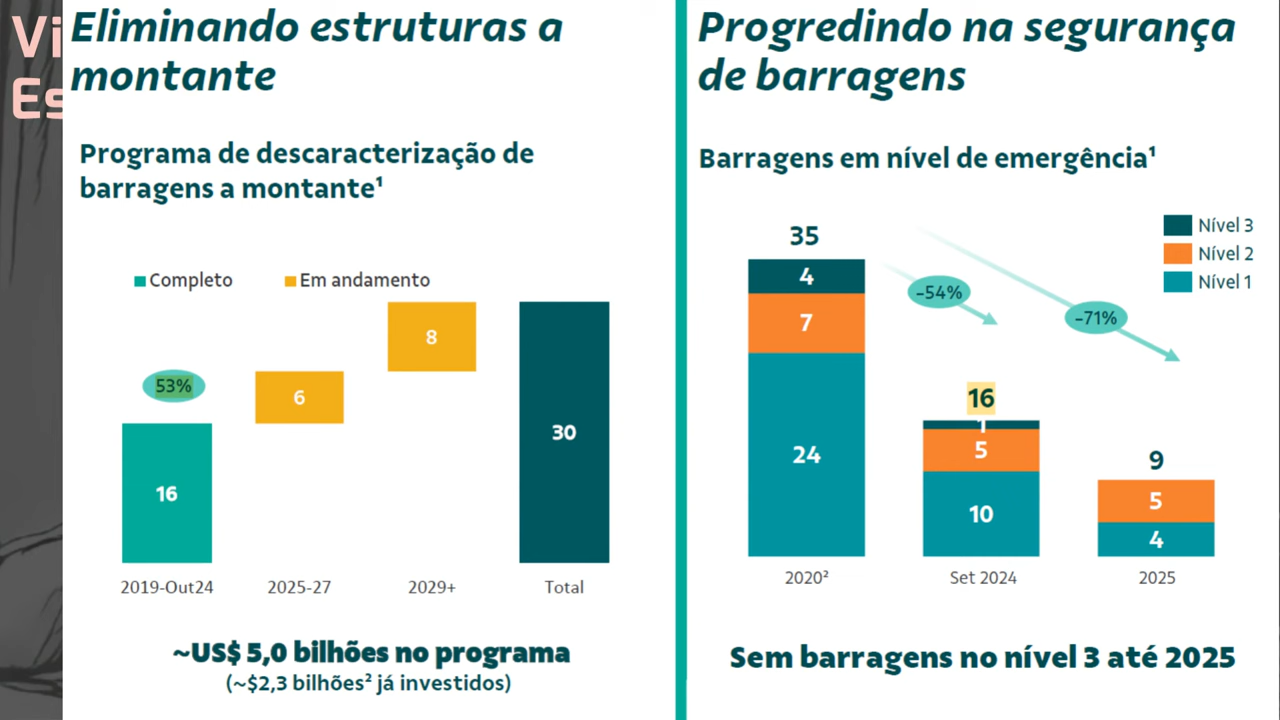 Vi
Es
Eliminando estruturas a
montante
Programa de descaracterização de
barragens a montante¹
Completo
Em andamento
53%
16
6
8
30
2019-Out24
2025-27
2029+
Total
~US$ 5,0 bilhões no programa
(~$2,3 bilhões² já investidos)
Progredindo na segurança
de barragens
Barragens em nível de emergência¹
Nível 3
Nível 2
Nível 1
-54%
-71%
35
4
7
24
16
1
5
10
9
5
4
2020²
Set 2024
2025
Sem barragens no nível 3 até 2025